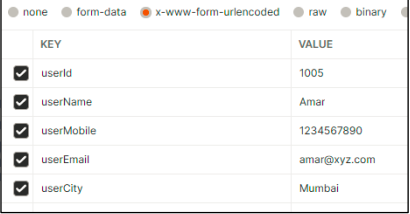 none form-data x-www-form-urlencoded raw binary
KEY VALUE
userId 1005
userName Amar
userMobile 1234567890
userEmail amar@xyz.com
userCity Mumbai